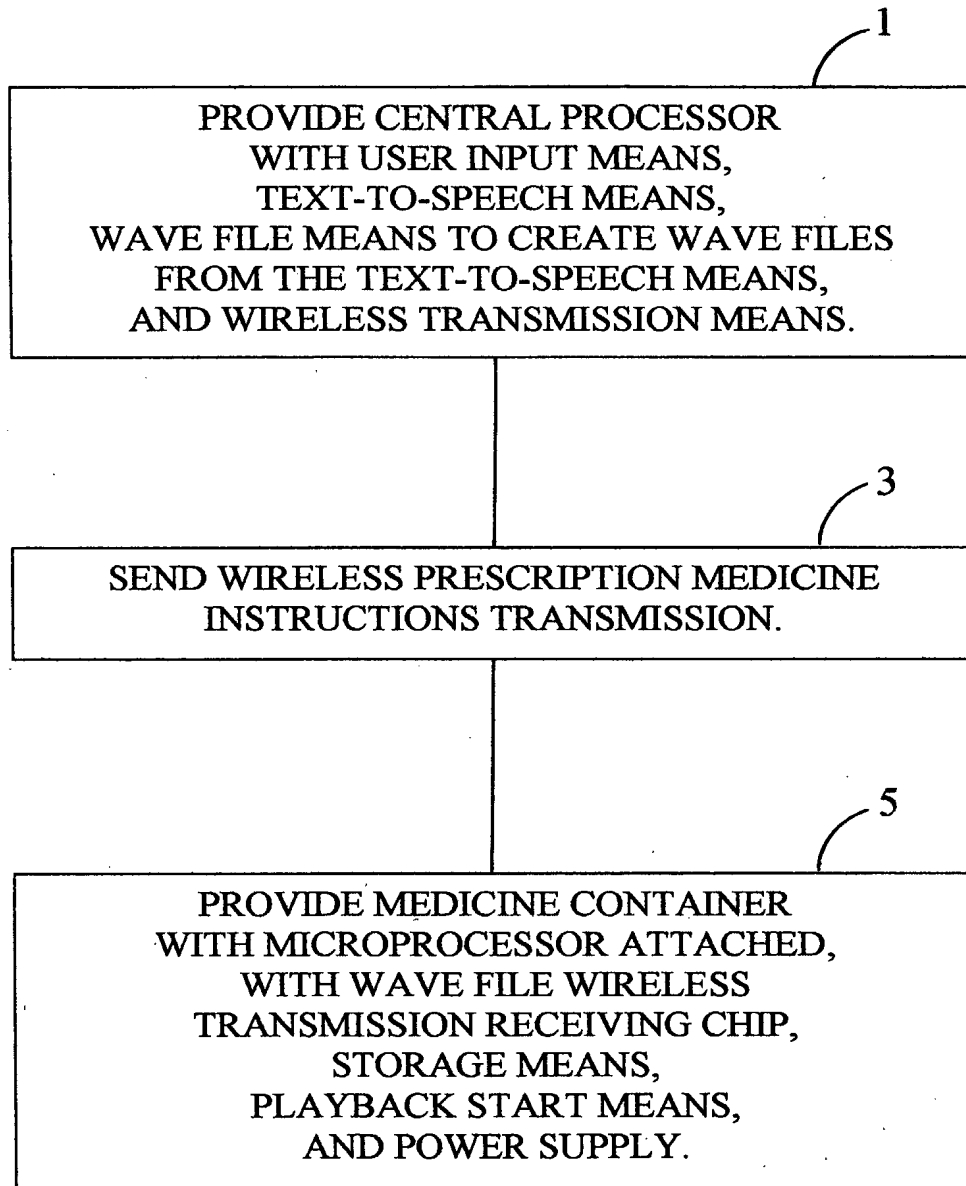 1
PROVIDE CENTRAL PROCESSOR
WITH USER INPUT MEANS,
TEXT-TO-SPEECH MEANS,
WAVE FILE MEANS TO CREATE WAVE FILES
FROM THE TEXT-TO-SPEECH MEANS,
AND WIRELESS TRANSMISSION MEANS.
3
SEND WIRELESS PRESCRIPTION MEDICINE
INSTRUCTIONS TRANSMISSION.
5
PROVIDE MEDICINE CONTAINER
WITH MICROPROCESSOR ATTACHED,
WITH WAVE FILE WIRELESS
TRANSMISSION RECEIVING CHIP,
STORAGE MEANS,
PLAYBACK START MEANS,
AND POWER SUPPLY.